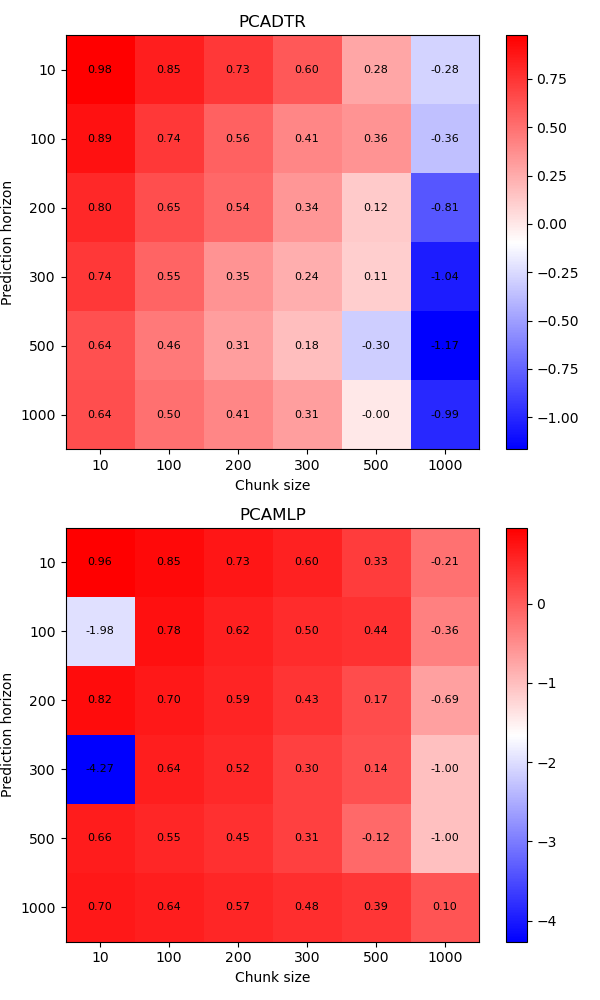 PCADTR
10 0.98 0.85 0.73 0.60 0.28 -0.28
100 0.89 0.74 0.56 0.41 0.36 -0.36
200 0.80 0.65 0.54 0.34 0.12 -0.81
300 0.74 0.55 0.35 0.24 0.11 -1.04
500 0.64 0.46 0.31 0.18 -0.30 -1.17
1000 0.64 0.50 0.41 0.31 -0.00 -0.99
10 100 200 300 500 1000
Chunk size
Prediction horizon
0.75
0.50
0.25
0.00
−0.25
−0.50
−0.75
−1.00
PCAMLP
10 0.96 0.85 0.73 0.60 0.33 -0.21
100 -1.98 0.78 0.62 0.50 0.44 -0.36
200 0.82 0.70 0.59 0.43 0.17 -0.69
300 -4.27 0.64 0.52 0.30 0.14 -1.00
500 0.66 0.55 0.45 0.31 -0.12 -1.00
1000 0.70 0.64 0.57 0.48 0.39 0.10
10 100 200 300 500 1000
Chunk size
Prediction horizon
0
−1
−2
−3
−4